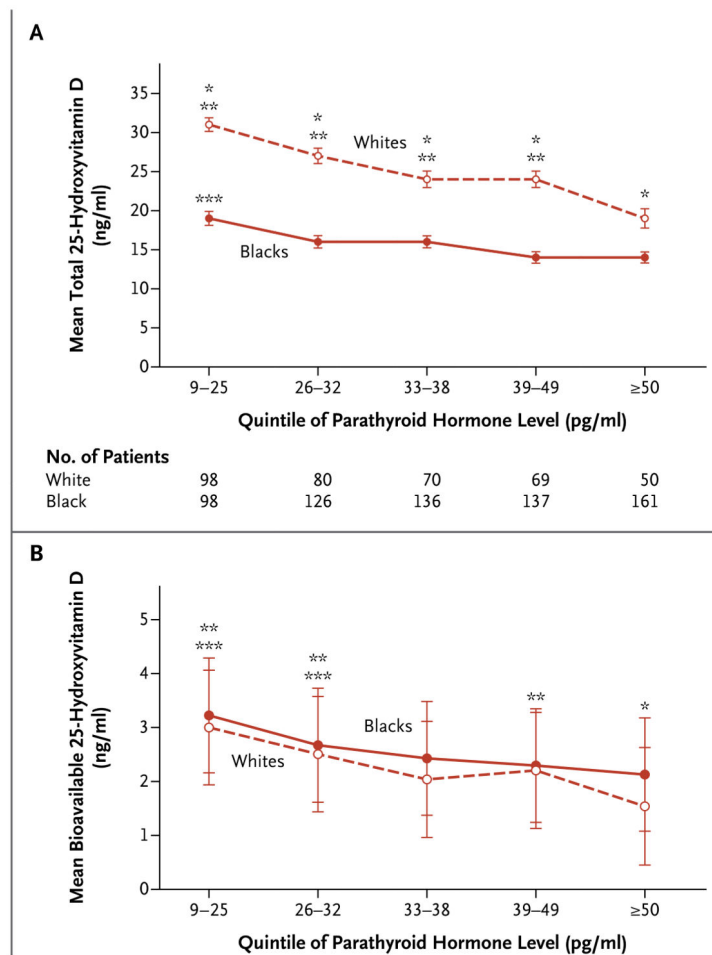 A
Mean Total 25-Hydroxyvitamin D
(ng/ml)
35
30
25
20
15
10
5
0
*
**
*
**
*
**
*
**
*
***
Whites
Blacks
9–25
26–32
33–38
39–49
≥50
Quintile of Parathyroid Hormone Level (pg/ml)
No. of Patients
White 98 80 70 69 50
Black 98 126 136 137 161
B
Mean Bioavailable 25-Hydroxyvitamin D
(ng/ml)
5
4
3
2
1
0
**
***
**
***
**
*
Blacks
Whites
9–25
26–32
33–38
39–49
≥50
Quintile of Parathyroid Hormone Level (pg/ml)